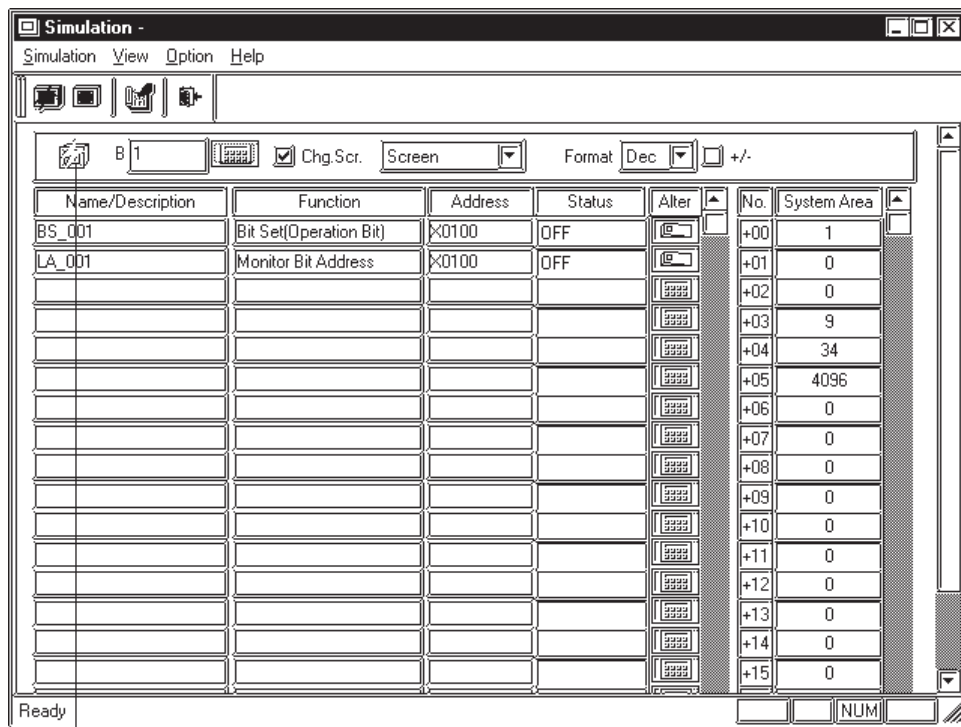 Simulation -
Simulation View Option Help
B 1 Chg.Scr. Screen Format Dec +/-
Name/Description Function Address Status Alter No. System Area
BS_001 Bit Set(Operation Bit) X0100 OFF +00 1
LA_001 Monitor Bit Address X0100 OFF +01 0
+02 0
+03 9
+04 34
+05 4096
+06 0
+07 0
+08 0
+09 0
+10 0
+11 0
+12 0
+13 0
+14 0
+15 0
Ready NUM